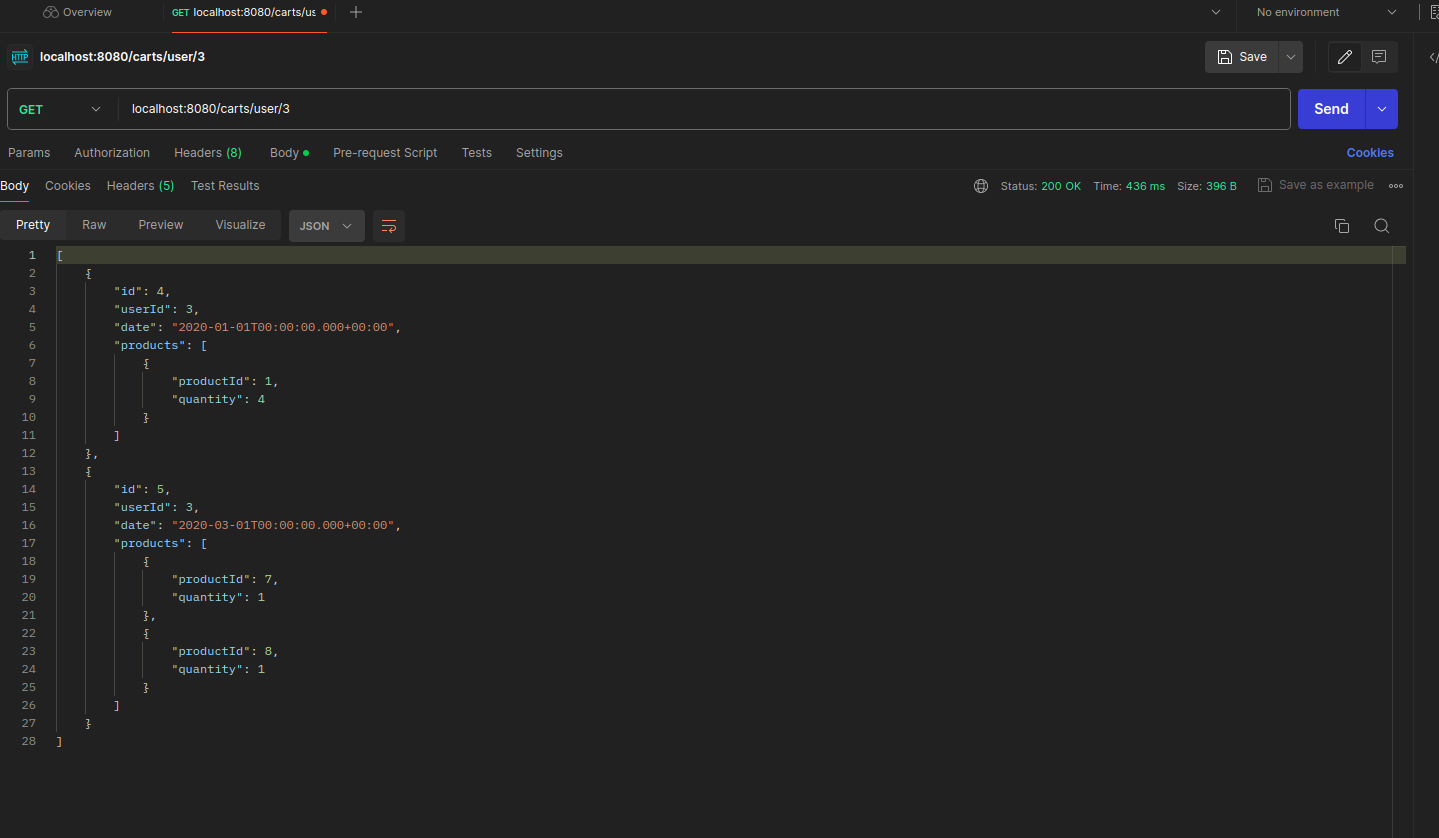 Overview GET localhost:8080/carts/us No environment
HTTP localhost:8080/carts/user/3 Save
GET localhost:8080/carts/user/3 Send
Params Authorization Headers (8) Body Pre-request Script Tests Settings Cookies
Body Cookies Headers (5) Test Results Status: 200 OK Time: 436 ms Size: 396 B Save as example
Pretty Raw Preview Visualize JSON
1 [
2 {
3 "id": 4,
4 "userId": 3,
5 "date": "2020-01-01T00:00:00.000+00:00",
6 "products": [
7 {
8 "productId": 1,
9 "quantity": 4
10 }
11 ]
12 },
13 {
14 "id": 5,
15 "userId": 3,
16 "date": "2020-03-01T00:00:00.000+00:00",
17 "products": [
18 {
19 "productId": 7,
20 "quantity": 1
21 },
22 {
23 "productId": 8,
24 "quantity": 1
25 }
26 ]
27 }
28 ]